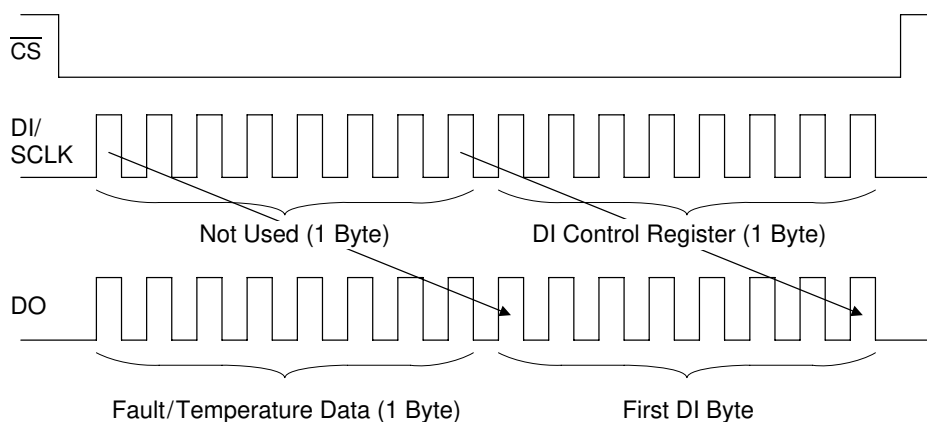 CS
DI/
SCLK
Not Used (1 Byte)
DI Control Register (1 Byte)
DO
Fault/Temperature Data (1 Byte)
First DI Byte